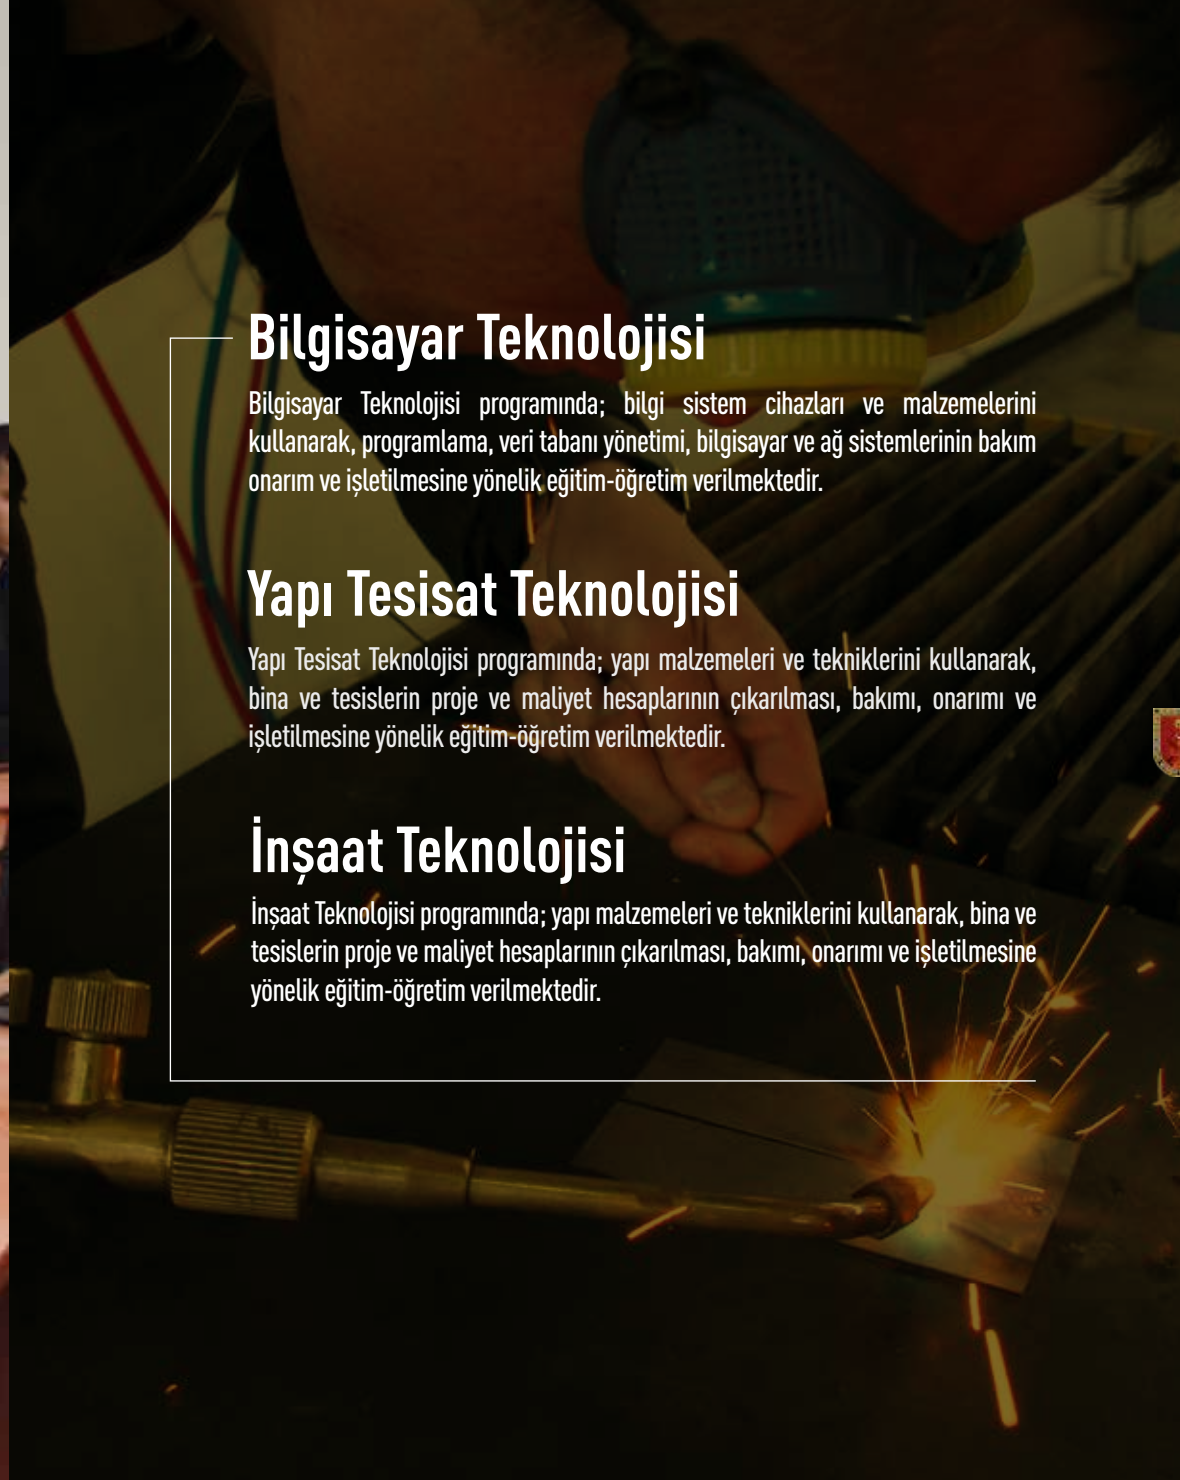 Bilgisayar Teknolojisi
Bilgisayar Teknolojisi programında; bilgi sistem cihazları ve malzemelerini
kullanarak, programlama, veri tabanı yönetimi, bilgisayar ve ağ sistemlerinin bakım
onarım ve işletilmesine yönelik eğitim-öğretim verilmektedir.
Yapı Tesisat Teknolojisi
Yapı Tesisat Teknolojisi programında; yapı malzemeleri ve tekniklerini kullanarak,
bina ve tesislerin proje ve maliyet hesaplarının çıkarılması, bakımı, onarımı ve
işletilmesine yönelik eğitim-öğretim verilmektedir.
İnşaat Teknolojisi
İnşaat Teknolojisi programında; yapı malzemeleri ve tekniklerini kullanarak, bina ve
tesislerin proje ve maliyet hesaplarının çıkarılması, bakımı, onarımı ve işletilmesine
yönelik eğitim-öğretim verilmektedir.